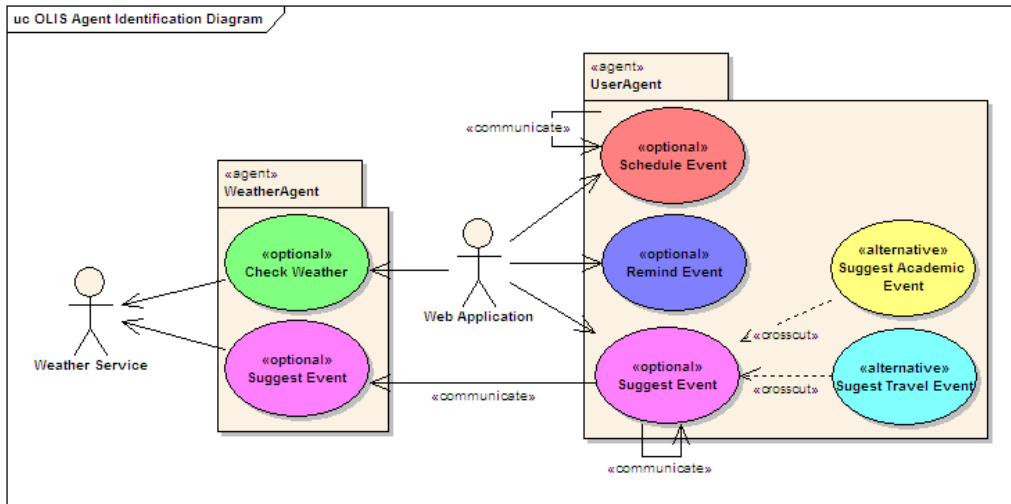 uc OLIS Agent Identification Diagram
«agent»
UserAgent
«communicate»
«optional»
Schedule Event
«agent»
WeatherAgent
«optional»
Check Weather
«optional»
Remind Event
«alternative»
Suggest Academic
Event
Web Application
«crosscut»
Weather Service
«optional»
Suggest Event
«communicate»
«optional»
Suggest Event
«crosscut»
«alternative»
Sugest Travel Event
«communicate»